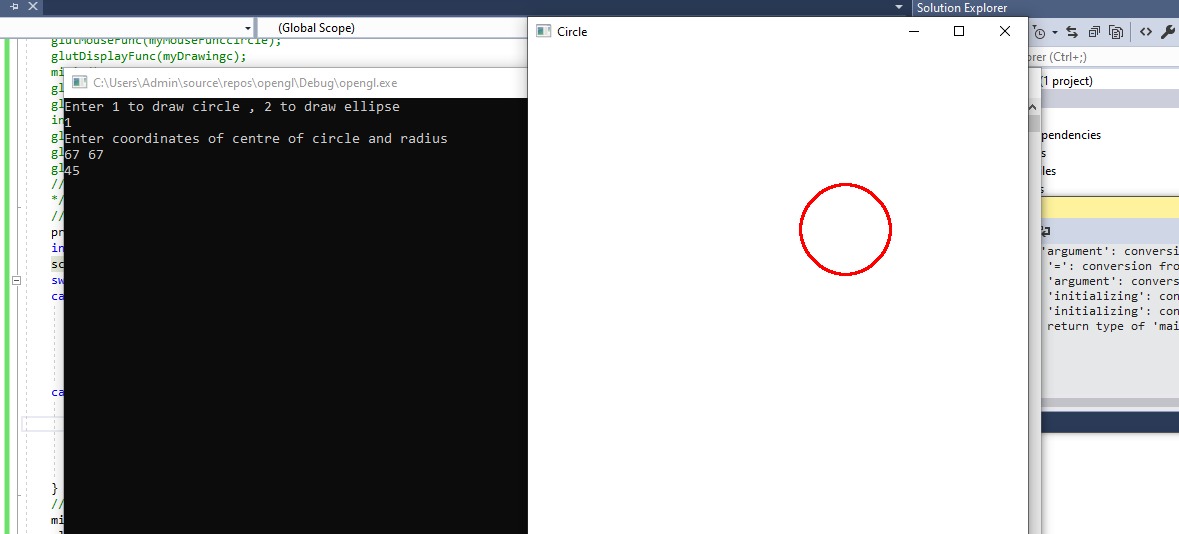 Solution Explorer
(Global Scope)
Circle
glutMouseFunc(myMouseFunccircle);
glutDisplayFunc(myDrawingc);
mi
C:\Users\Admin\source\repos\opengl\Debug\opengl.exe
orer (Ctrl+;)
(1 project)
gl
gl
in
gl
gl
gl
//
*/
//
pr
in
sc
sw
ca
ca
}
//
mi
Enter 1 to draw circle , 2 to draw ellipse
1
Enter coordinates of centre of circle and radius
67 67
45
pendencies
s
les
s
'argument': conversi
'=': conversion fro
'argument': convers
'initializing': con
'initializing': con
return type of 'mai